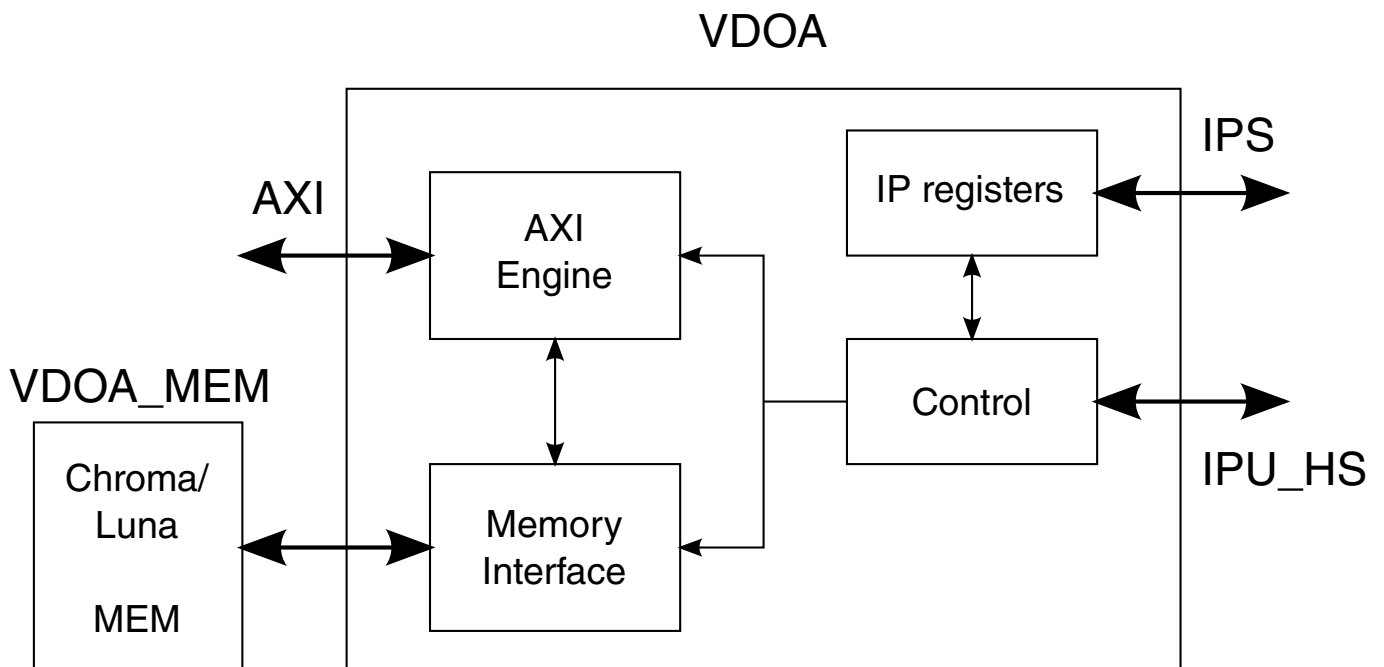 VDOA
IPS
IP registers
AXI
AXI
Engine
VDOA_MEM
Control
IPU_HS
Chroma/
Luna
MEM
Memory
Interface